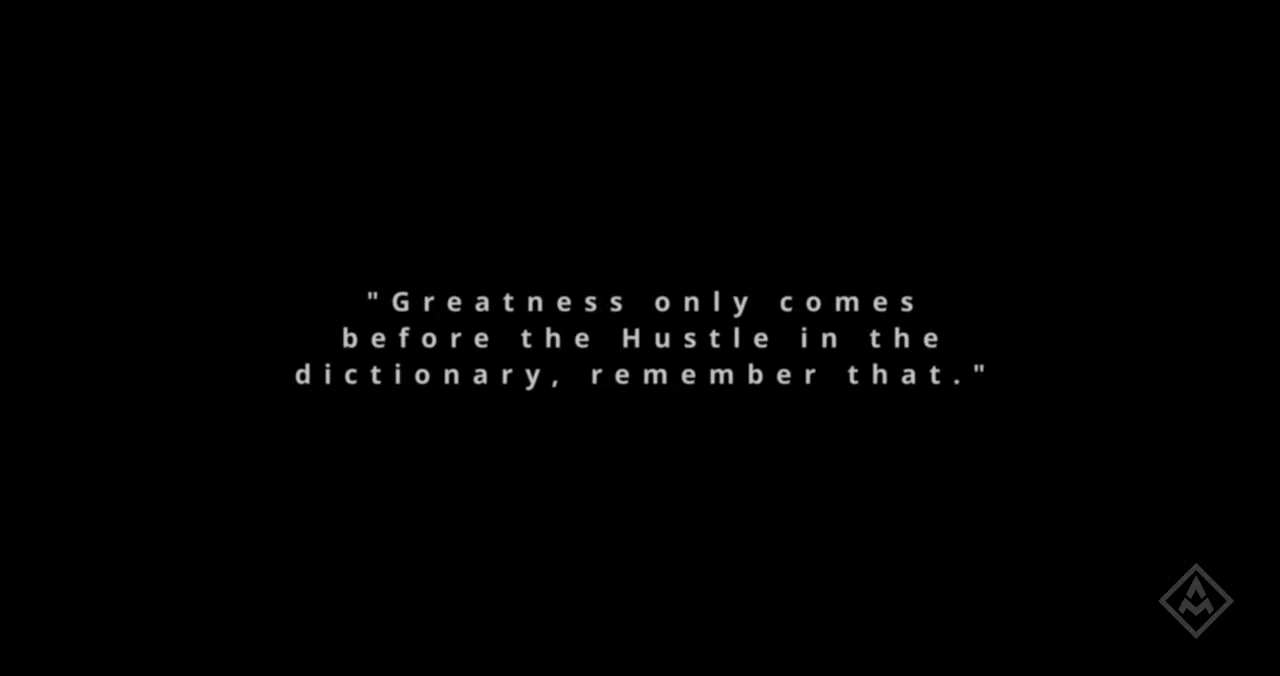 "Greatness only comes
before the Hustle in the
dictionary, remember that."